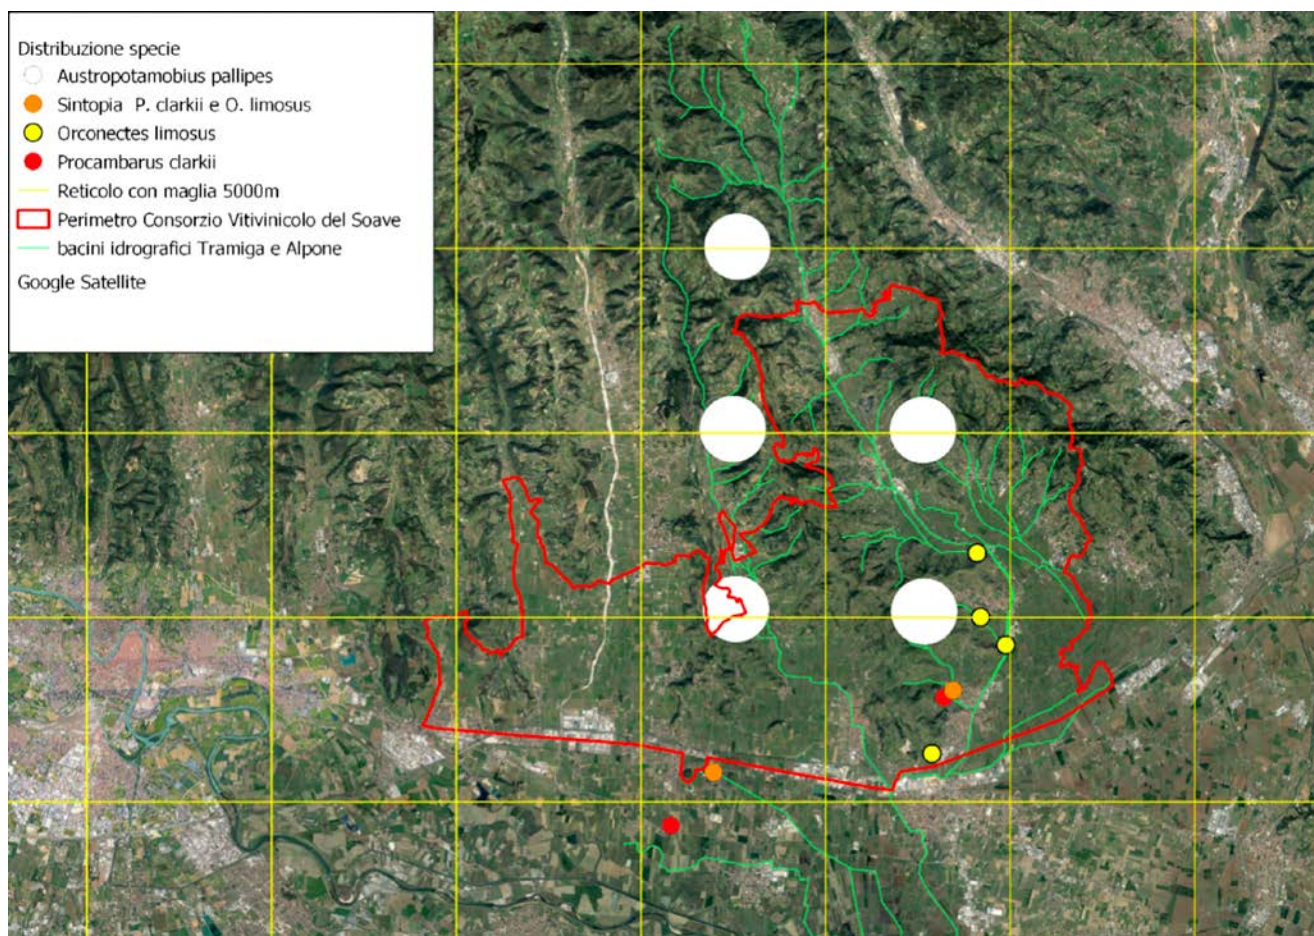 Distribuzione specie
Austropotamobius pallipes
Sintopia P. clarkii e O. limosus
Orconectes limosus
Procambarus clarkii
Reticolo con maglia 5000m
Perimetro Consorzio Vitivinicolo del Soave
bacini idrografici Tramiga e Alpone
Google Satellite